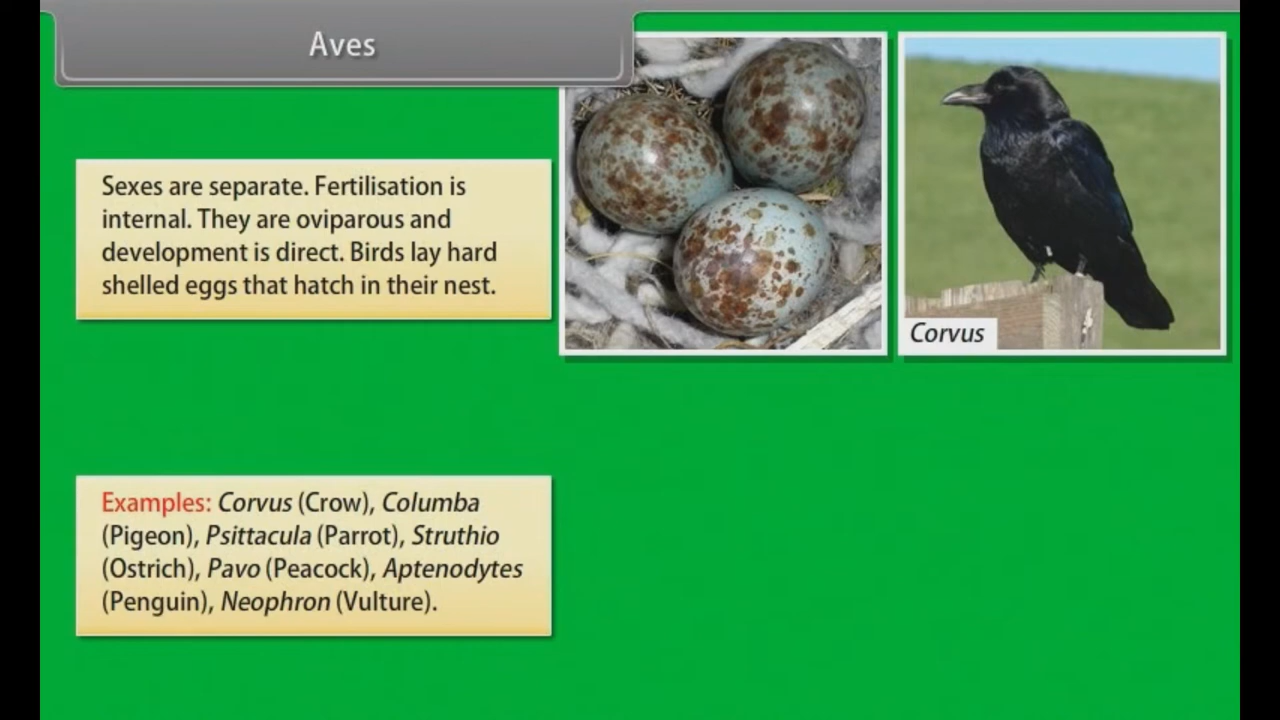 Aves
Sexes are separate. Fertilisation is
internal. They are oviparous and
development is direct. Birds lay hard
shelled eggs that hatch in their nest.
Corvus
Examples: Corvus (Crow), Columba
(Pigeon), Psittacula (Parrot), Struthio
(Ostrich), Pavo (Peacock), Aptenodytes
(Penguin), Neophron (Vulture).